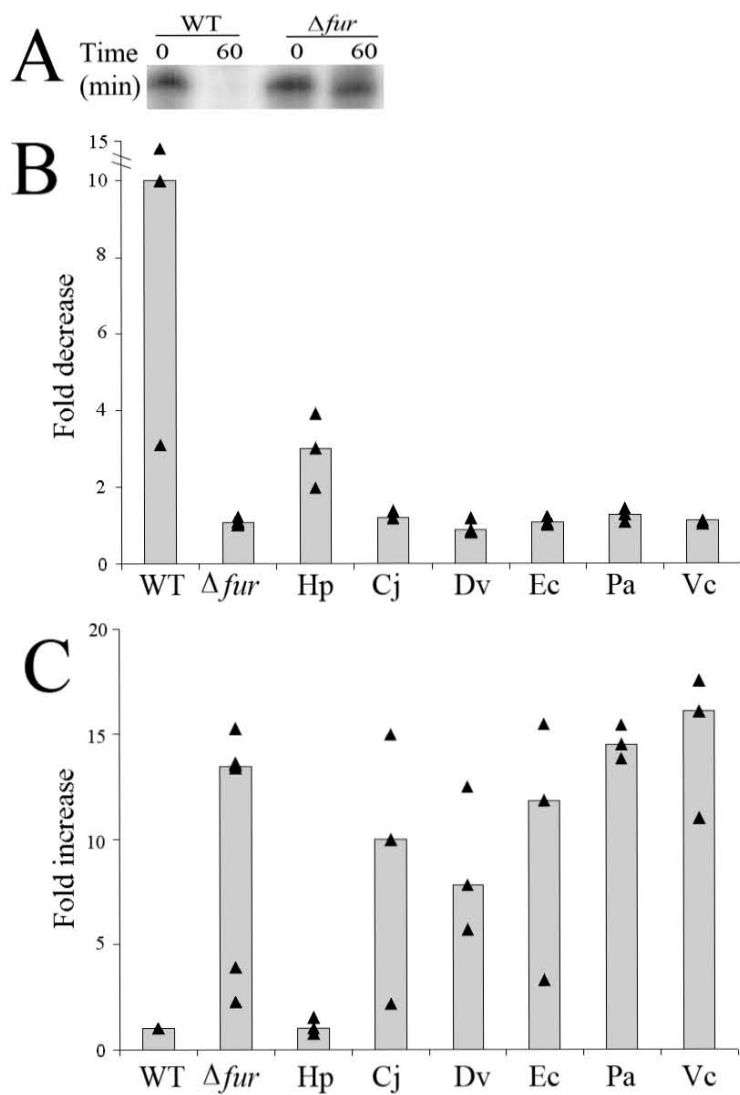 A
WT Δfur
Time 0 60 0 60
(min)
B
Fold decrease
15
10
8
6
4
2
0
WT Δfur Hp Cj Dv Ec Pa Vc
C
Fold increase
20
15
10
5
0
WT Δfur Hp Cj Dv Ec Pa Vc